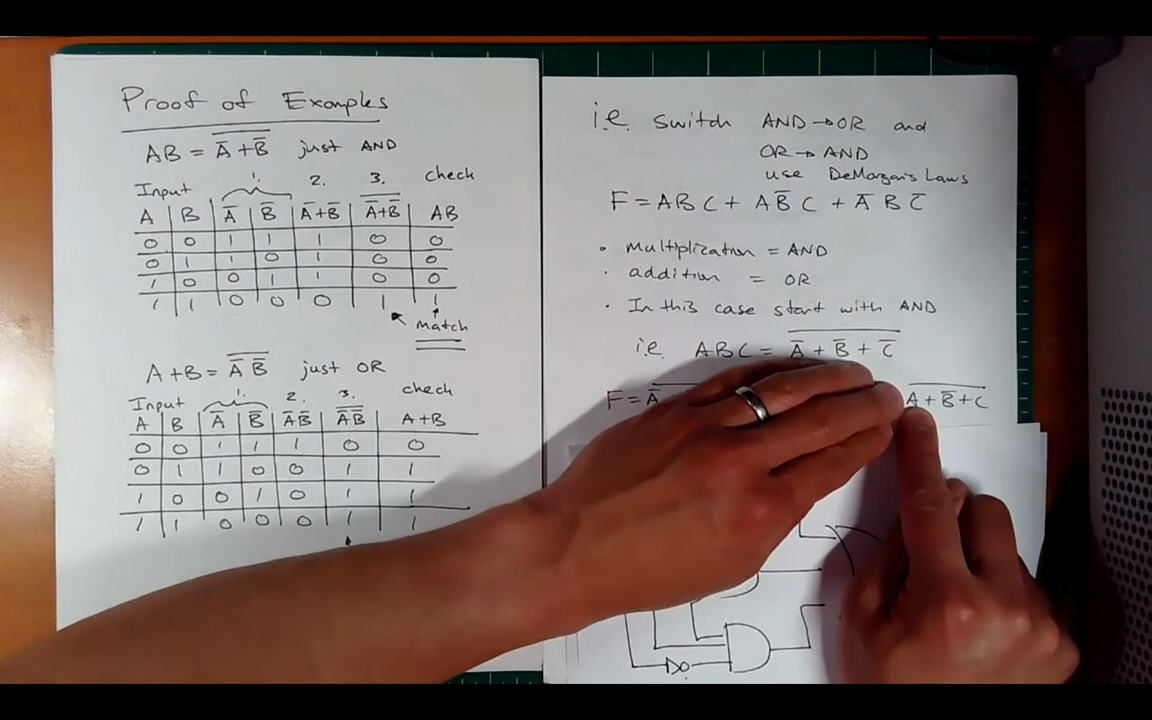 Proof of Examples
AB = \overline{\overline{A} + \overline{B}} just AND
Input 1. 2. 3. check
A B \overline{A} \overline{B} \overline{A}+\overline{B} \overline{\overline{A}+\overline{B}} AB
0 0 1 1 1 0 0
0 1 1 0 1 0 0
1 0 0 1 1 0 0
1 1 0 0 0 1 1
match
A+B = \overline{\overline{A} \overline{B}} just OR
Input 1. 2. 3. check
A B \overline{A} \overline{B} \overline{A}\overline{B} \overline{\overline{A}\overline{B}} A+B
0 0 1 1 1 0 0
0 1 1 0 0 1 1
1 0 0 1 0 1 1
1 1 0 0 0 1 1
i.e. switch AND→OR and
OR→AND
use DeMorgan's Laws
F = ABC + A\overline{B}C + \overline{A}B\overline{C}
• multiplication = AND
• addition = OR
• In this case start with AND
i.e. ABC = \overline{\overline{A} + \overline{B} + \overline{C}}
F = \overline{A} A + \overline{B} + C